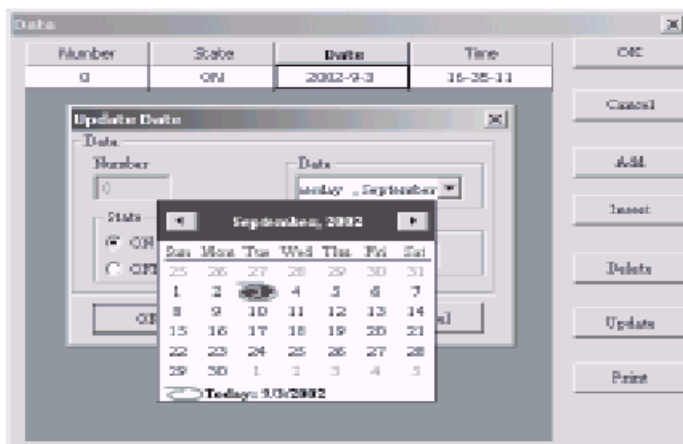 Data
Number State Date Time
0 ON 2002-9-3 16-35-11
OK
Cancel
Add
Insert
Delete
Update
Print
Update Date
Data
Number
0
Date
, September
State
ON
September, 2002
Sun Mon Tue Wed Thu Fri Sat
25 26 27 28 29 30 31
1 2 3 4 5 6 7
8 9 10 11 12 13 14
15 16 17 18 19 20 21
22 23 24 25 26 27 28
29 30 1 2 3 4 5
Today: 9/3/2002